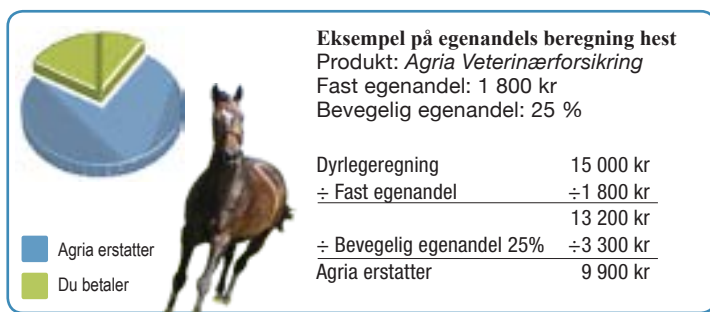 Eksempel på egenandels beregning hest
Produkt: Agria Veterinærforsikring
Fast egenandel: 1 800 kr
Bevegelig egenandel: 25 %
Dyrlegeregning 15 000 kr
÷ Fast egenandel ÷1 800 kr
13 200 kr
÷ Bevegelig egenandel 25% ÷3 300 kr
Agria erstatter 9 900 kr
Agria erstatter
Du betaler